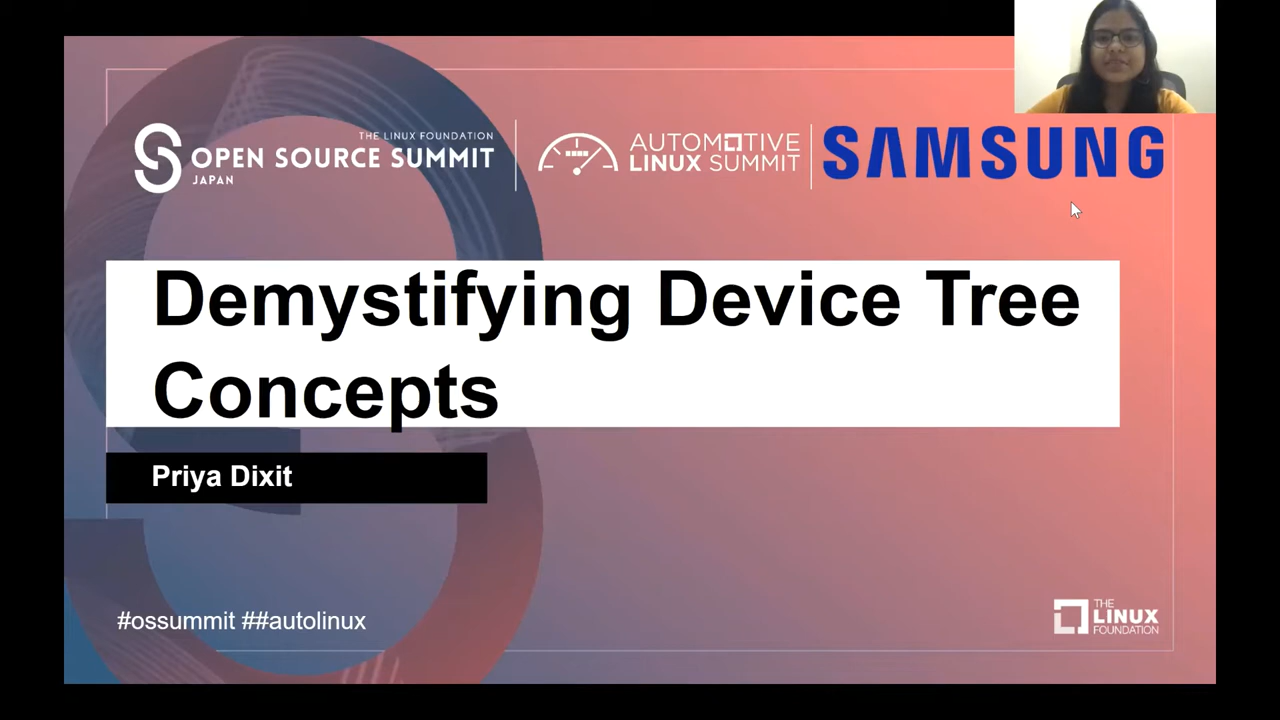 THE LINUX FOUNDATION
OPEN SOURCE SUMMIT
JAPAN
AUTOMOTIVE
LINUX SUMMIT
SAMSUNG
Demystifying Device Tree
Concepts
Priya Dixit
#ossummit ##autolinux
THE
LINUX
FOUNDATION